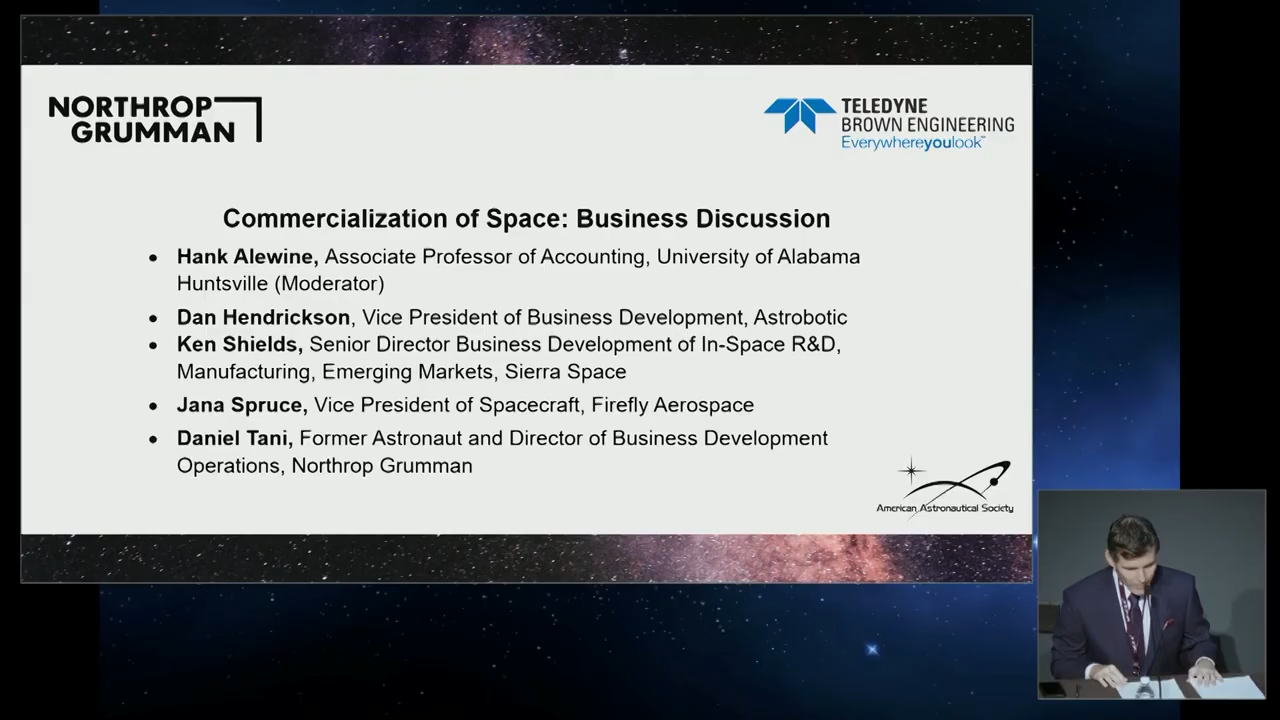 NORTHROP
GRUMMAN
TELEDYNE
BROWN ENGINEERING
Everywhereyoulook™
Commercialization of Space: Business Discussion
• Hank Alewine, Associate Professor of Accounting, University of Alabama
Huntsville (Moderator)
• Dan Hendrickson, Vice President of Business Development, Astrobotic
• Ken Shields, Senior Director Business Development of In-Space R&D,
Manufacturing, Emerging Markets, Sierra Space
• Jana Spruce, Vice President of Spacecraft, Firefly Aerospace
• Daniel Tani, Former Astronaut and Director of Business Development
Operations, Northrop Grumman
American Astronautical Society